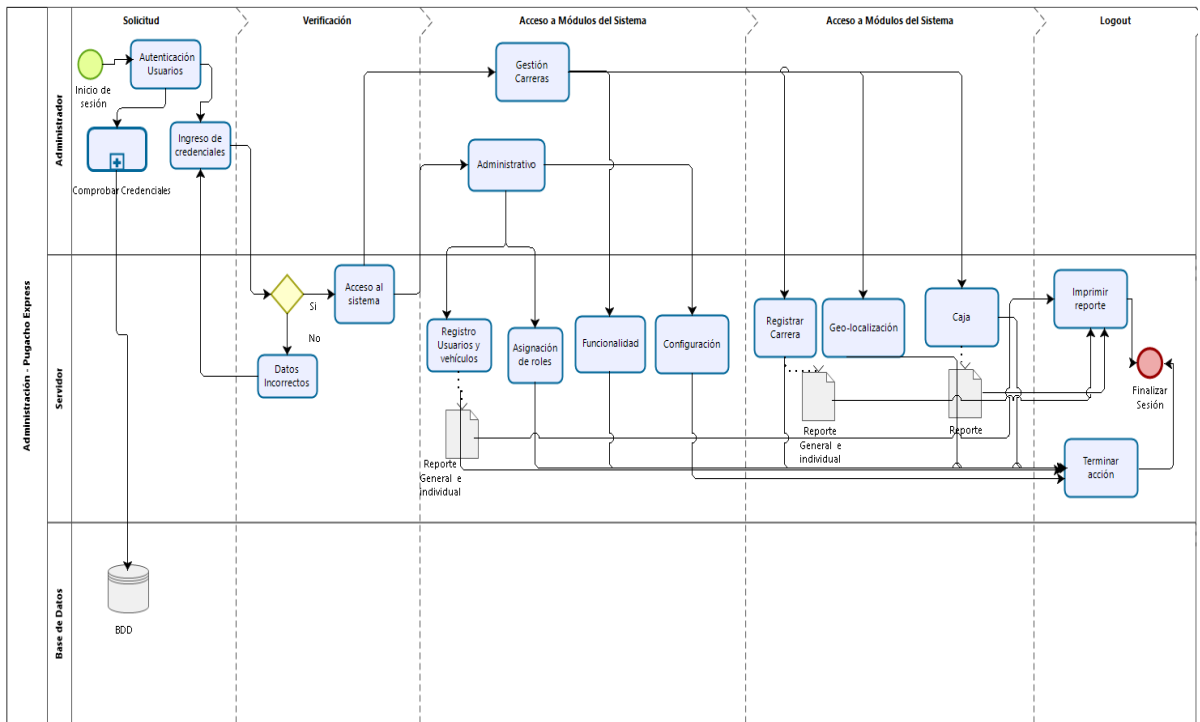 Solicitud
Verificación
Acceso a Módulos del Sistema
Acceso a Módulos del Sistema
Logout
Administración - Pugacho Express
Administrador
Inicio de
sesión
Autenticación
Usuarios
Comprobar Credenciales
Ingreso de
credenciales
Gestión
Carreras
Administrativo
Servidor
Si
No
Acceso al
sistema
Datos
Incorrectos
Registro
Usuarios y
vehículos
Asignación
de roles
Funcionalidad
Configuración
Registrar
Carrera
Geo-localización
Caja
Imprimir
reporte
Reporte
General e
individual
Reporte
General e
individual
Reporte
Finalizar
Sesión
Terminar
acción
Base de Datos
BDD